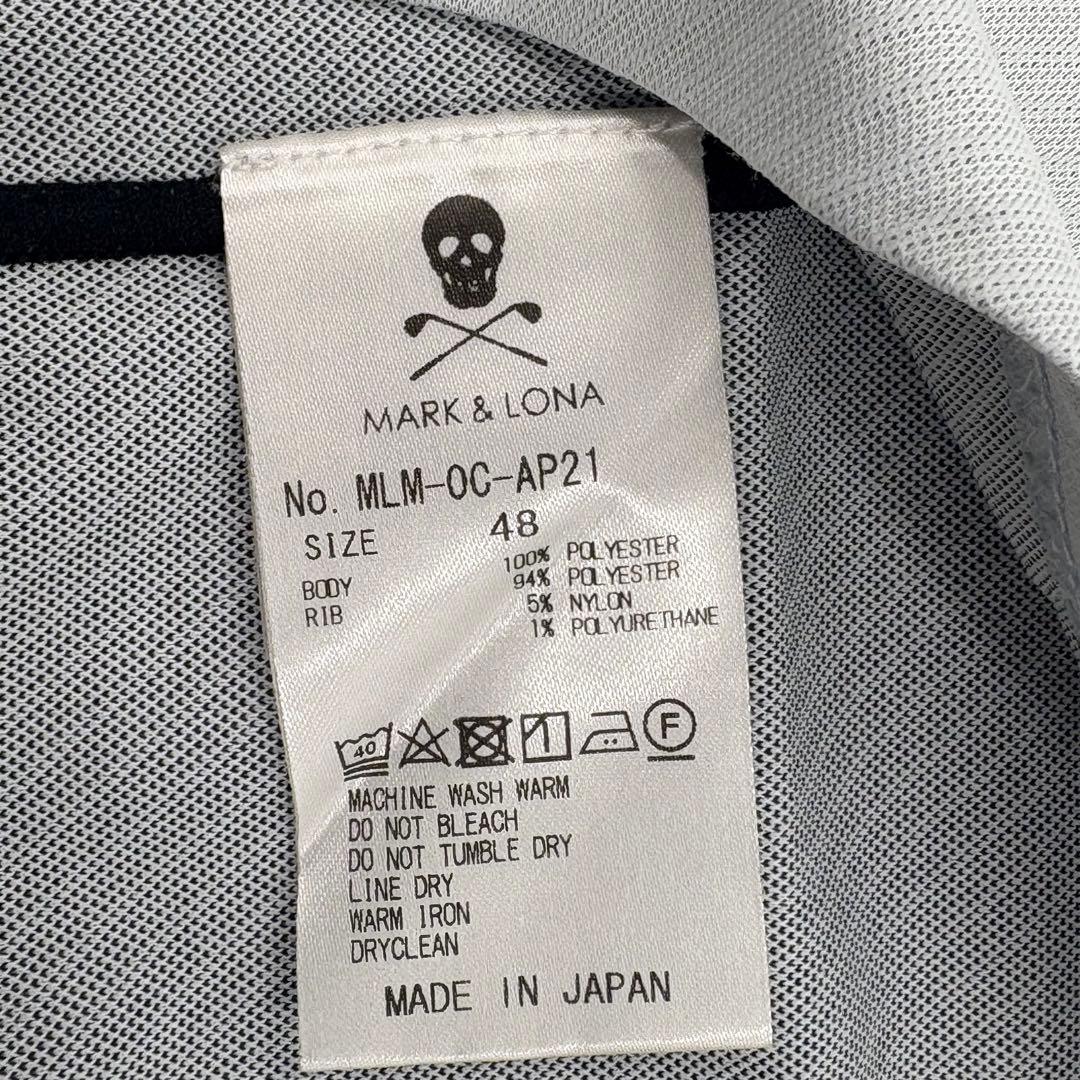 MARK & LONA
No. MLM-OC-AP21
SIZE 48
BODY 100% POLYESTER
RIB 94% POLYESTER
5% NYLON
1% POLYURETHANE
40 F
MACHINE WASH WARM
DO NOT BLEACH
DO NOT TUMBLE DRY
LINE DRY
WARM IRON
DRYCLEAN
MADE IN JAPAN